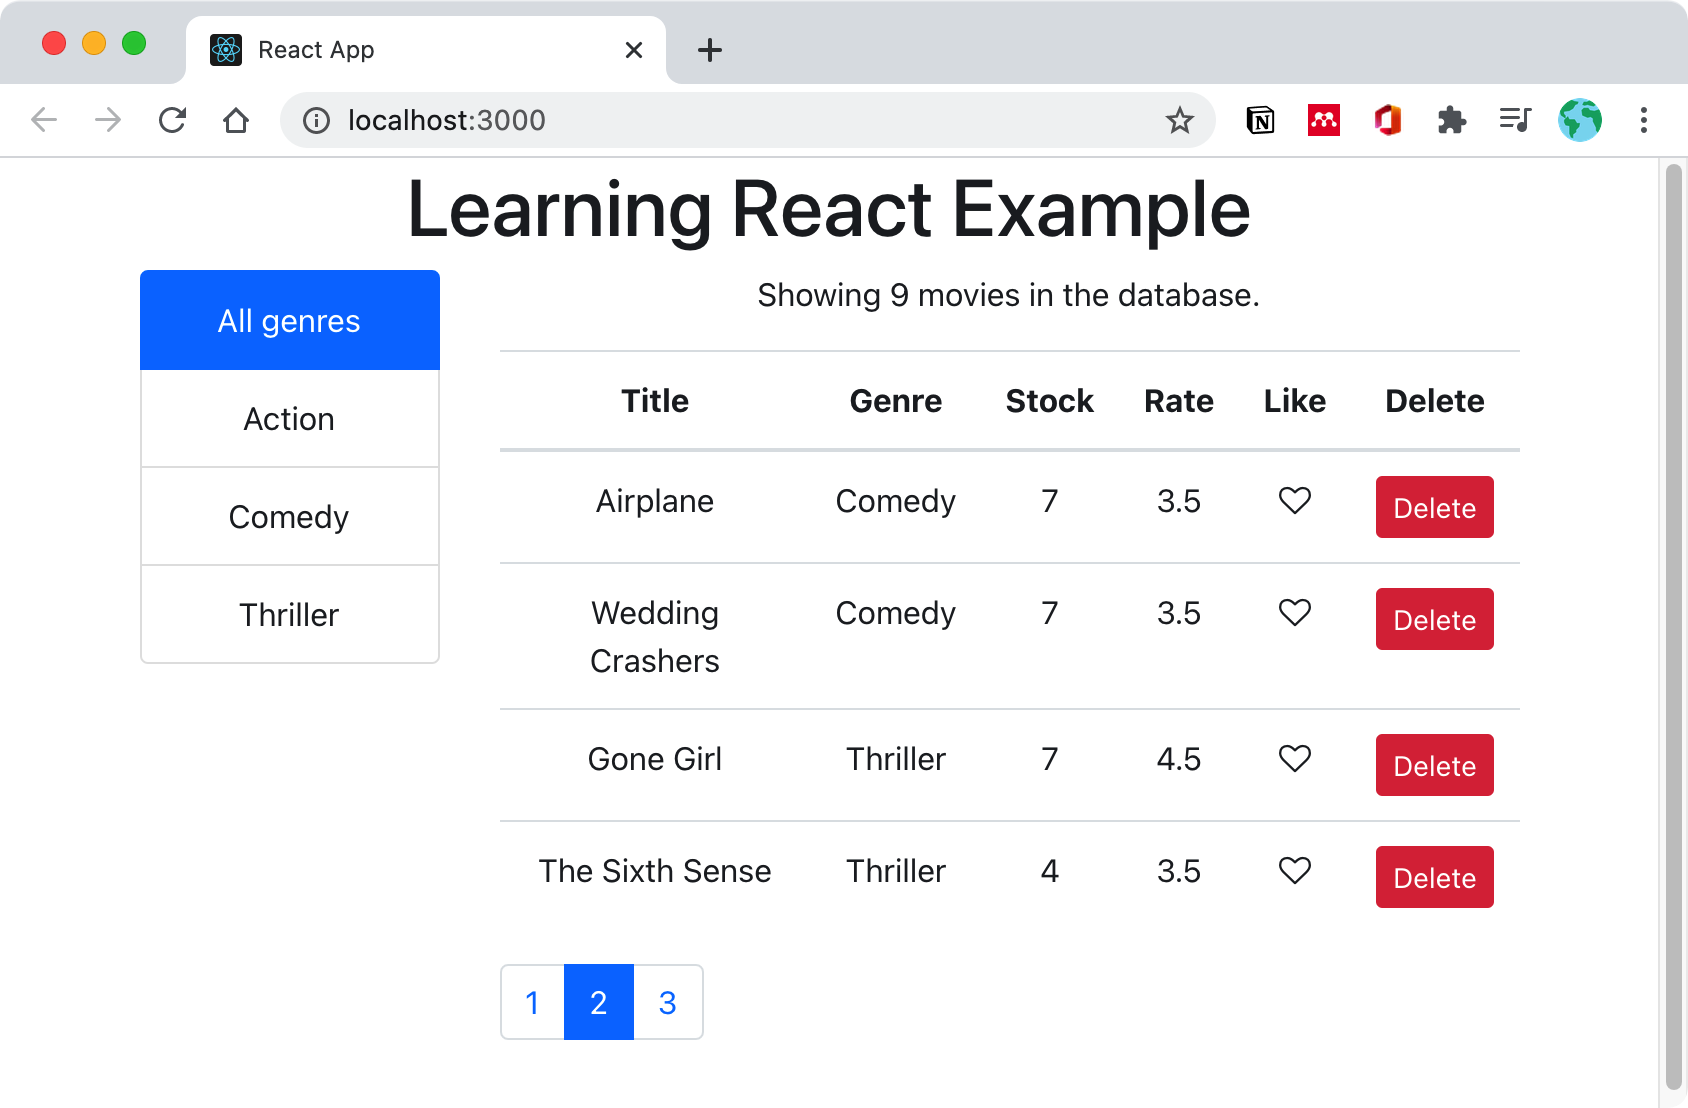 React App
localhost:3000
Learning React Example
All genres
Action
Comedy
Thriller
Showing 9 movies in the database.
Title Genre Stock Rate Like Delete
Airplane Comedy 7 3.5 Delete
Wedding Crashers Comedy 7 3.5 Delete
Gone Girl Thriller 7 4.5 Delete
The Sixth Sense Thriller 4 3.5 Delete
1 2 3